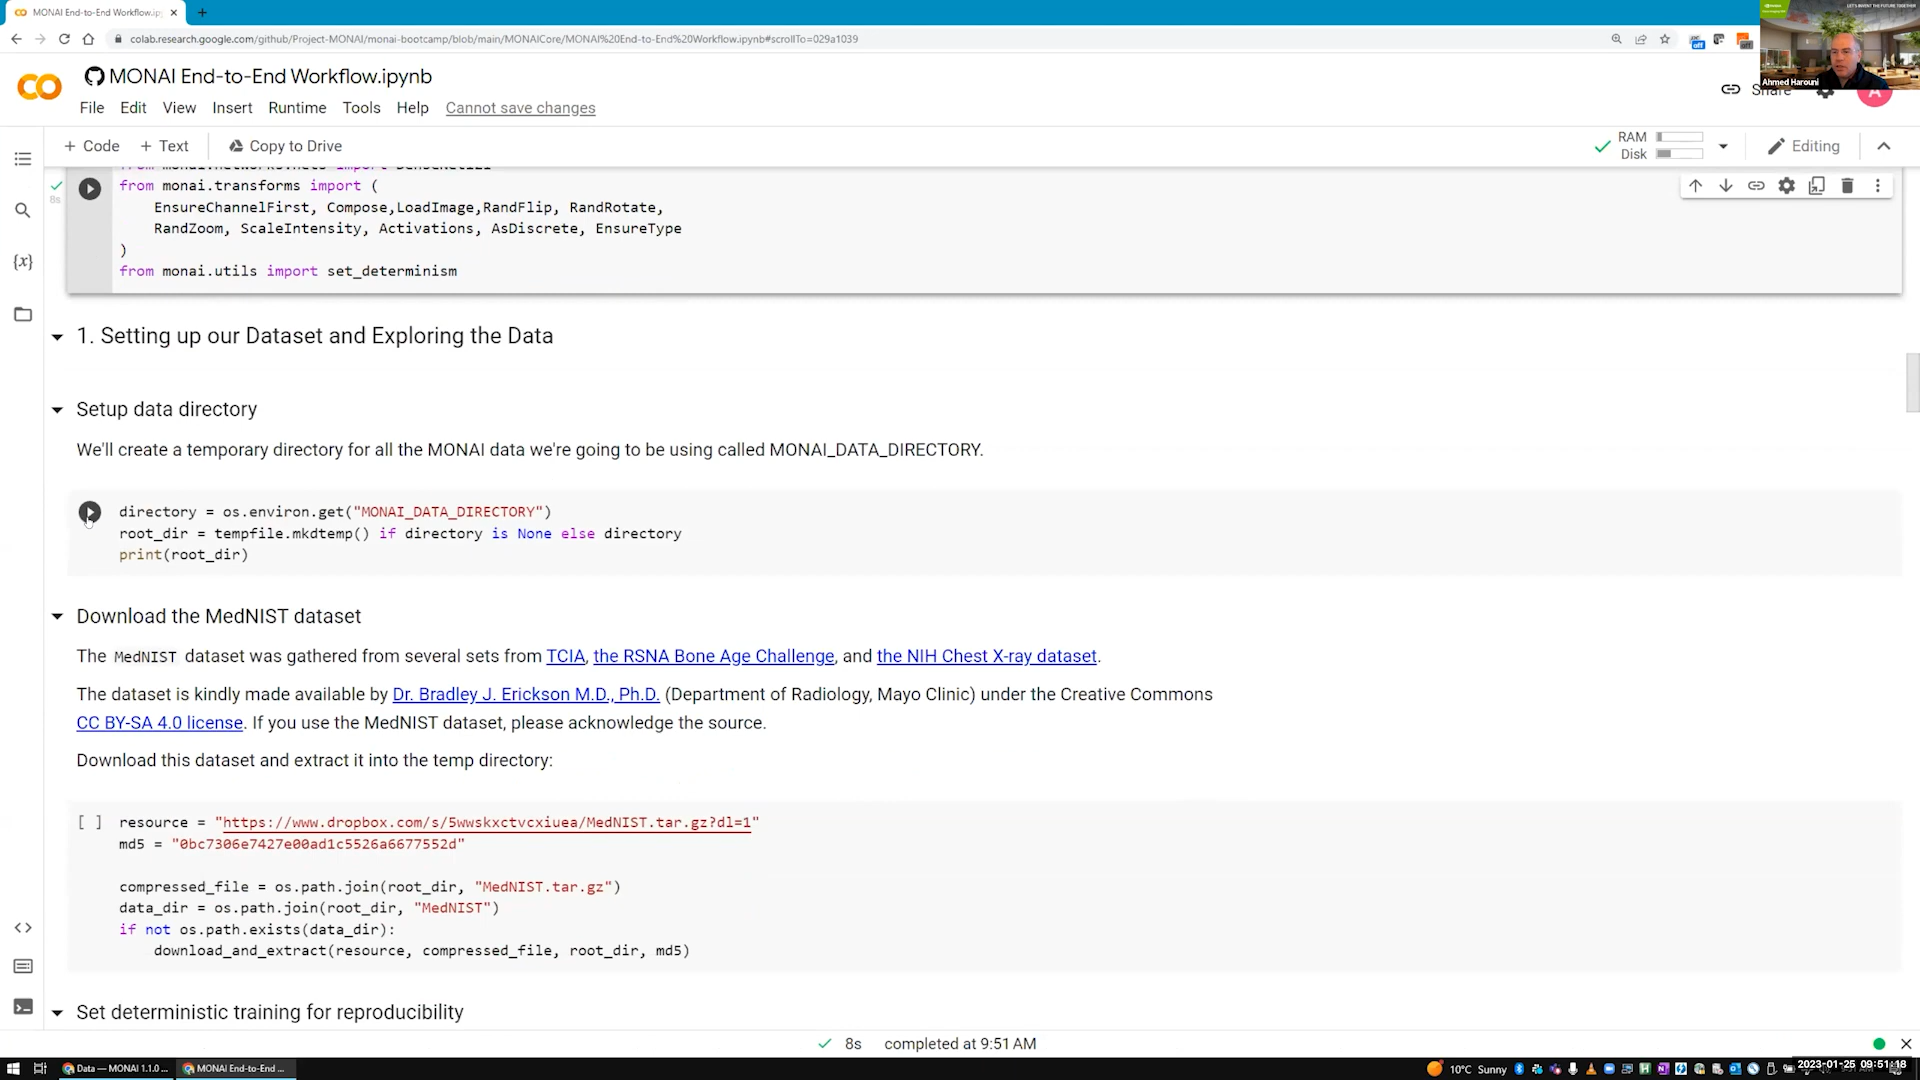 MONAI End-to-End Workflow.ip
colab.research.google.com/github/Project-MONAI/monai-bootcamp/blob/main/MONAICore/MONAI%20End-to-End%20Workflow.ipynb#scrollTo=029a1039
LET'S INVENT THE FUTURE TOGETHER
Ahmed Harouni
MONAI End-to-End Workflow.ipynb
File Edit View Insert Runtime Tools Help Cannot save changes
Share
A
+ Code + Text Copy to Drive
RAM
Disk
Editing
8s
from monai.transforms import (
EnsureChannelFirst, Compose,LoadImage,RandFlip, RandRotate,
RandZoom, ScaleIntensity, Activations, AsDiscrete, EnsureType
)
from monai.utils import set_determinism
1. Setting up our Dataset and Exploring the Data
Setup data directory
We'll create a temporary directory for all the MONAI data we're going to be using called MONAI_DATA_DIRECTORY.
directory = os.environ.get("MONAI_DATA_DIRECTORY")
root_dir = tempfile.mkdtemp() if directory is None else directory
print(root_dir)
Download the MedNIST dataset
The MedNIST dataset was gathered from several sets from TCIA, the RSNA Bone Age Challenge, and the NIH Chest X-ray dataset.
The dataset is kindly made available by Dr. Bradley J. Erickson M.D., Ph.D. (Department of Radiology, Mayo Clinic) under the Creative Commons
CC BY-SA 4.0 license. If you use the MedNIST dataset, please acknowledge the source.
Download this dataset and extract it into the temp directory:
[ ] resource = "https://www.dropbox.com/s/5wwskxctvcxiuea/MedNIST.tar.gz?dl=1"
md5 = "0bc7306e7427e00ad1c5526a6677552d"
compressed_file = os.path.join(root_dir, "MedNIST.tar.gz")
data_dir = os.path.join(root_dir, "MedNIST")
if not os.path.exists(data_dir):
download_and_extract(resource, compressed_file, root_dir, md5)
Set deterministic training for reproducibility
8s completed at 9:51 AM
Data — MONAI 1.1.0 ... MONAI End-to-End ...
10°C Sunny
2023-01-25 09:51:18